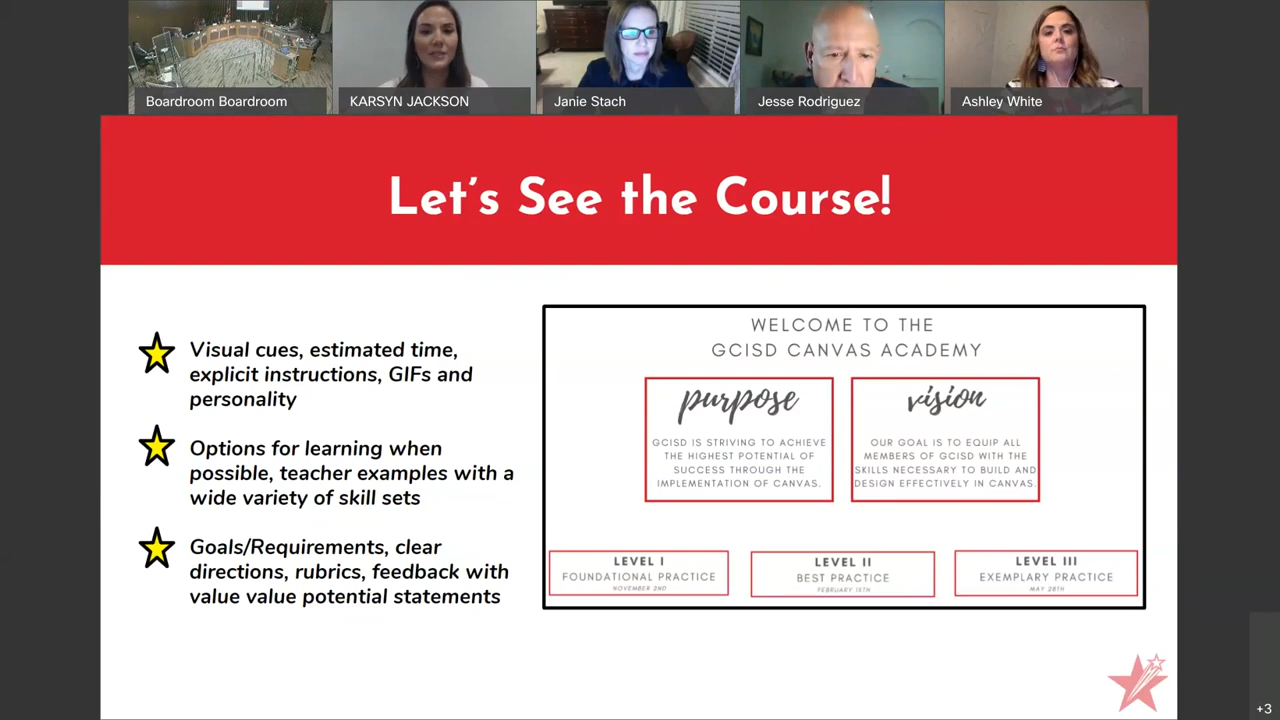 Boardroom Boardroom
KARSYN JACKSON
Janie Stach
Jesse Rodriguez
Ashley White
Let's See the Course!
Visual cues, estimated time,
explicit instructions, GIFs and
personality
Options for learning when
possible, teacher examples with a
wide variety of skill sets
Goals/Requirements, clear
directions, rubrics, feedback with
value value potential statements
WELCOME TO THE
GCISD CANVAS ACADEMY
purpose
GCISD IS STRIVING TO ACHIEVE
THE HIGHEST POTENTIAL OF
SUCCESS THROUGH THE
IMPLEMENTATION OF CANVAS.
vision
OUR GOAL IS TO EQUIP ALL
MEMBERS OF GCISD WITH THE
SKILLS NECESSARY TO BUILD AND
DESIGN EFFECTIVELY IN CANVAS.
LEVEL I
FOUNDATIONAL PRACTICE
NOVEMBER 2ND
LEVEL II
BEST PRACTICE
FEBRUARY 15TH
LEVEL III
EXEMPLARY PRACTICE
MAY 28TH
+3